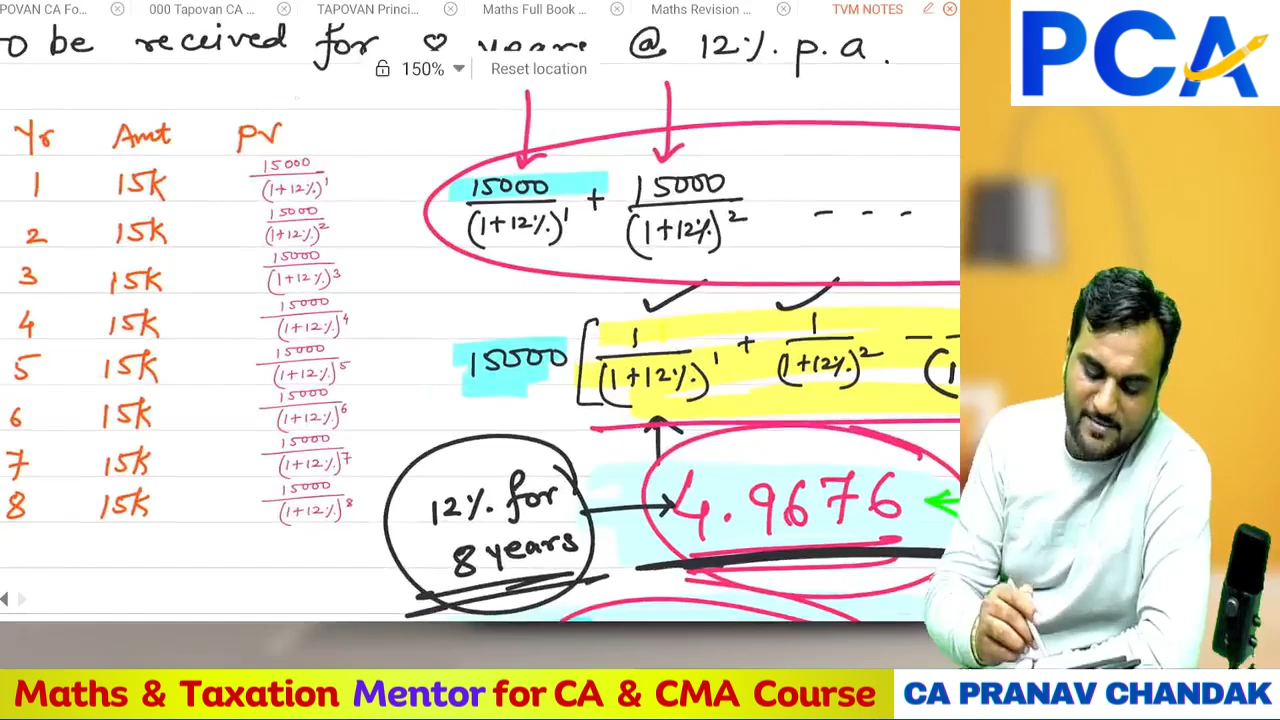 POVAN CA Fo... 000 Tapovan CA ... TAPOVAN Princi... Maths Full Book ... Maths Revision ... TVM NOTES
PCA
be received for 8 years @ 12% p.a.
150% Reset location
Yr Amt PV
1 15K 15000/(1+12%)^1
2 15K 15000/(1+12%)^2
3 15K 15000/(1+12%)^3
4 15K 15000/(1+12%)^4
5 15K 15000/(1+12%)^5
6 15K 15000/(1+12%)^6
7 15K 15000/(1+12%)^7
8 15K 15000/(1+12%)^8
15000/(1+12%)^1 + 15000/(1+12%)^2 - - -
15000 [1/(1+12%)^1 + 1/(1+12%)^2 - -
12% for
8 years
4.9676
Maths & Taxation Mentor for CA & CMA Course
CA PRANAV CHANDAK